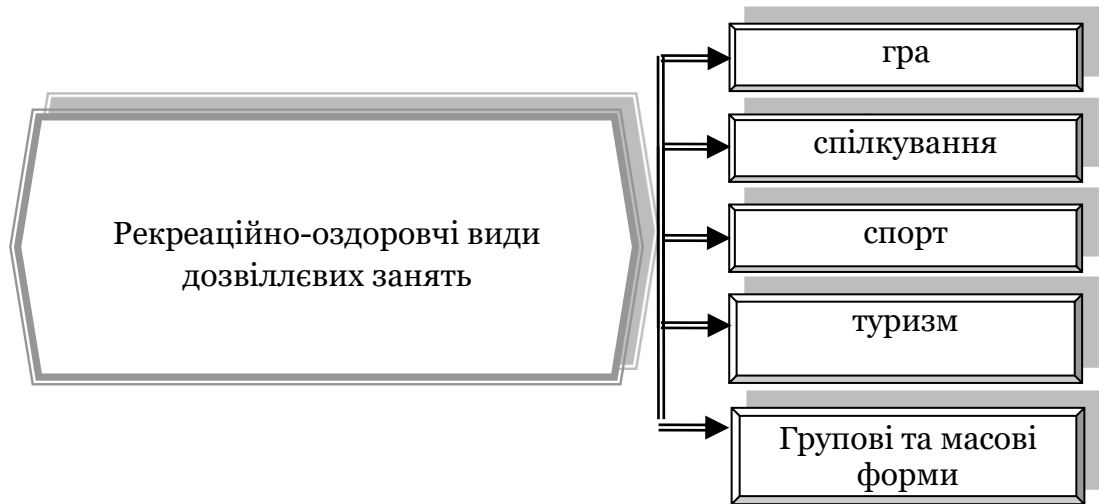 Рекреаційно-оздоровчі види
дозвіллєвих занять
гра
спілкування
спорт
туризм
Групові та масові
форми